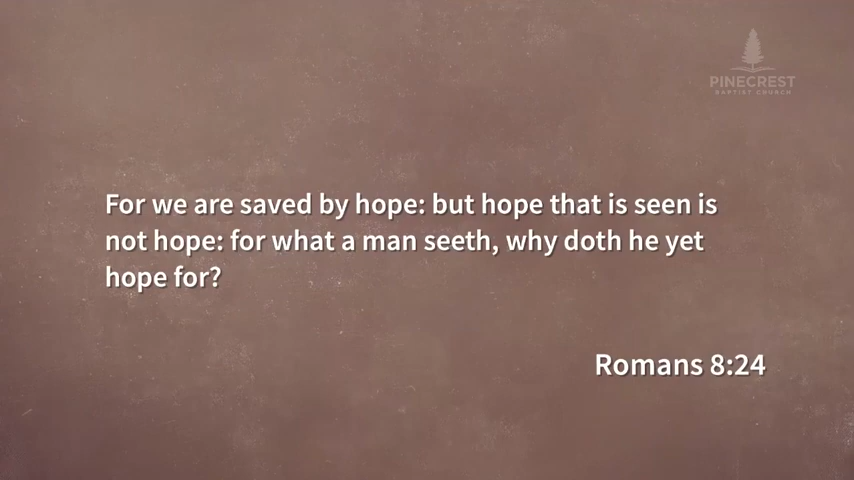 PINECREST
BAPTIST CHURCH
For we are saved by hope: but hope that is seen is
not hope: for what a man seeth, why doth he yet
hope for?
Romans 8:24